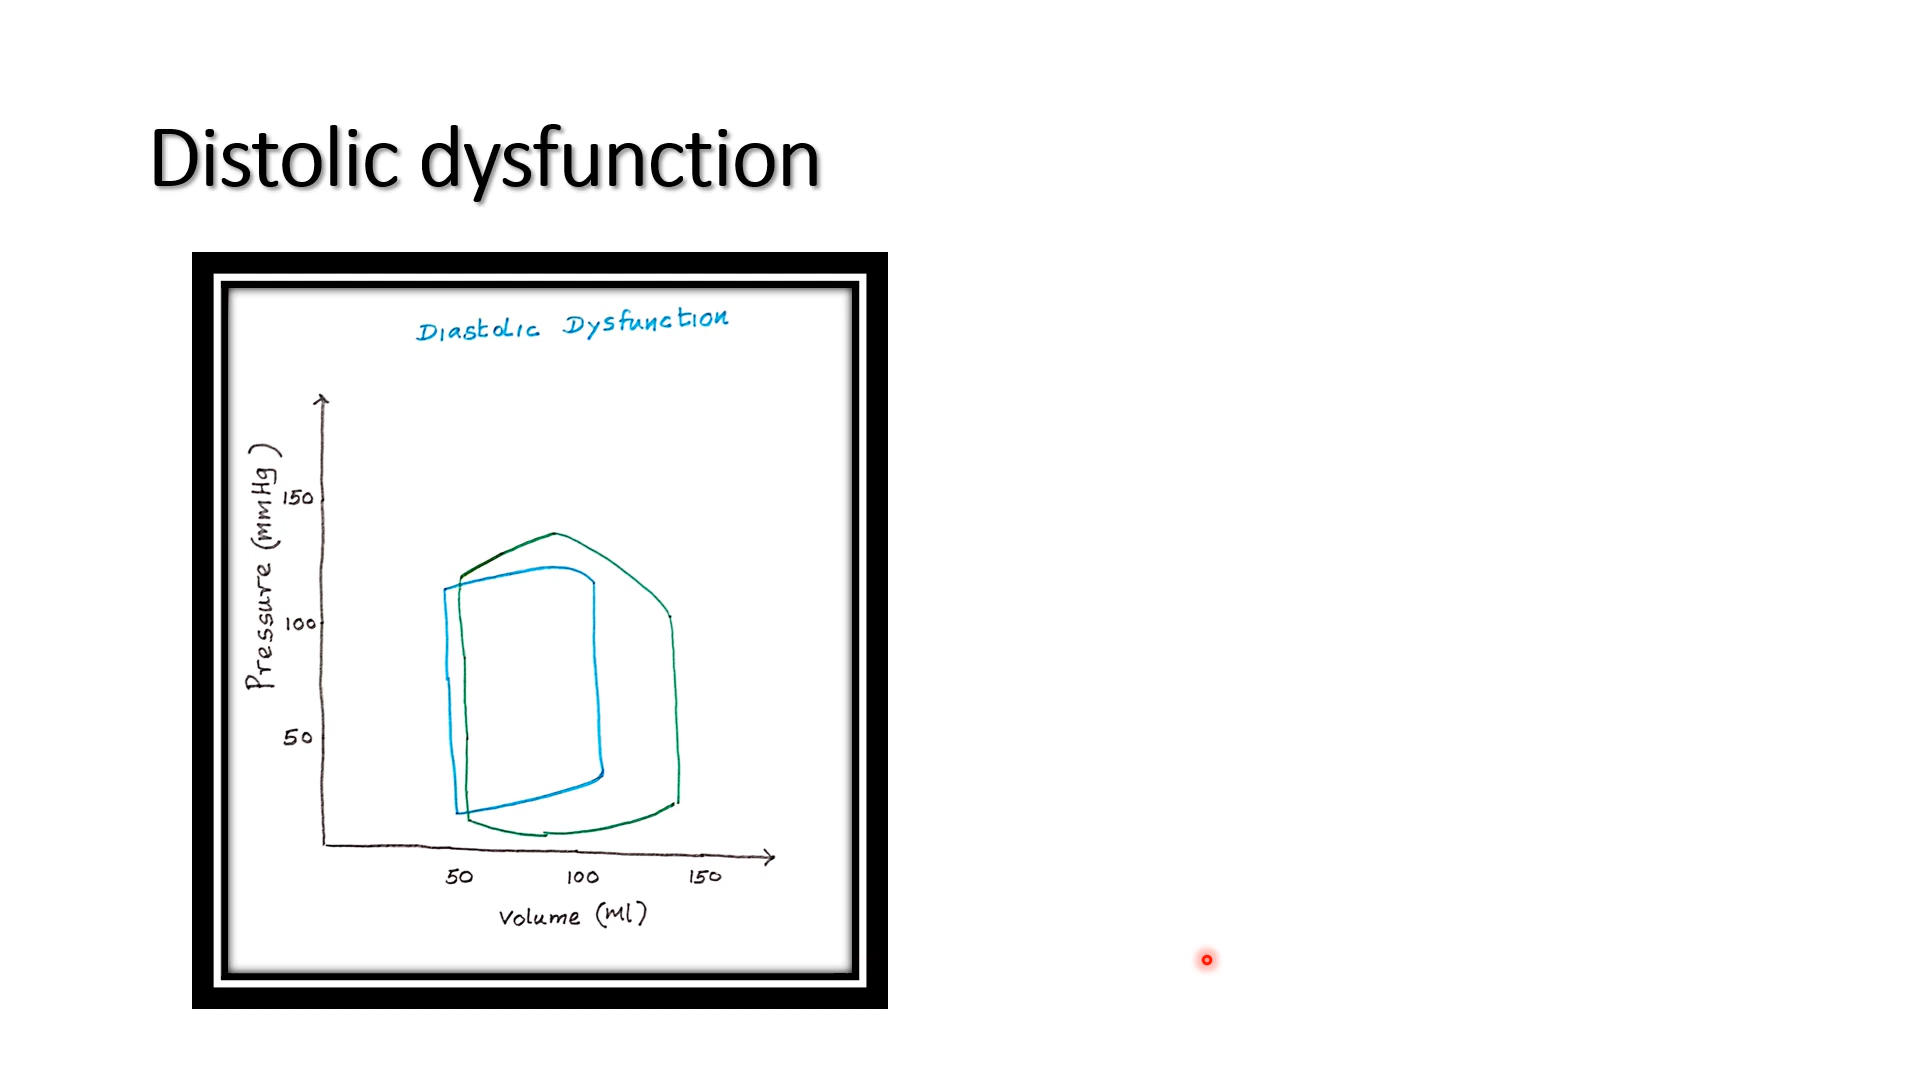 Distolic dysfunction
Diastolic Dysfunction
Pressure (mmHg)
150
100
50
50 100 150
Volume (ml)